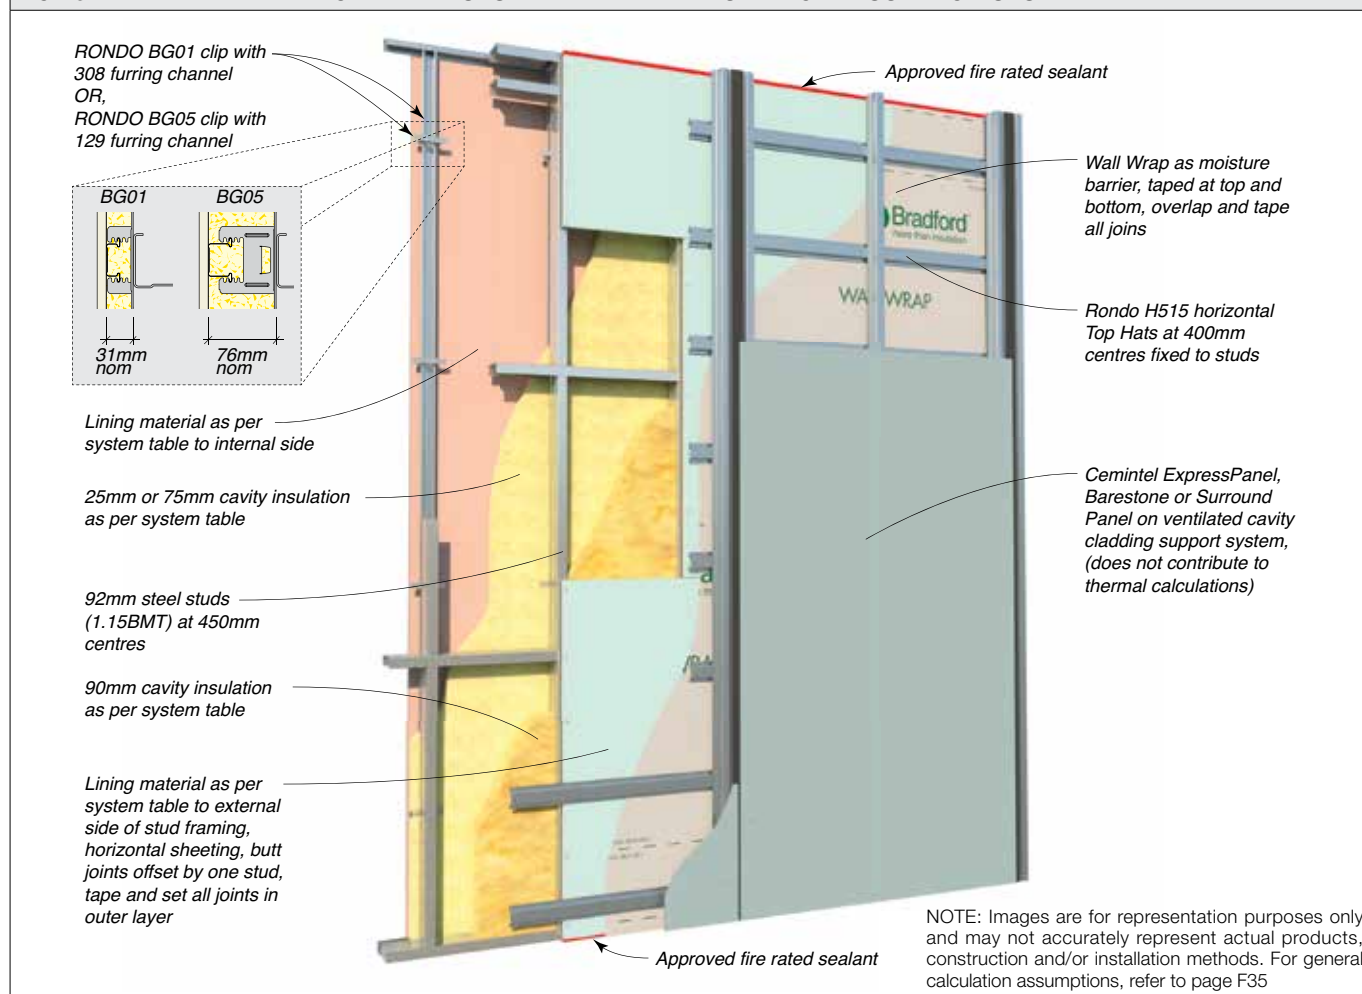 RONDO BG01 clip with
308 furring channel
OR,
RONDO BG05 clip with
129 furring channel
BG01
BG05
31mm
nom
76mm
nom
Lining material as per
system table to internal side
25mm or 75mm cavity insulation
as per system table
92mm steel studs
(1.15BMT) at 450mm
centres
90mm cavity insulation
as per system table
Lining material as per
system table to external
side of stud framing,
horizontal sheeting, butt
joints offset by one stud,
tape and set all joints in
outer layer
Approved fire rated sealant
Wall Wrap as moisture
barrier, taped at top and
bottom, overlap and tape
all joins
Bradford
more than insulation
WRAP
Rondo H515 horizontal
Top Hats at 400mm
centres fixed to studs
Cemintel ExpressPanel,
Barestone or Surround
Panel on ventilated cavity
cladding support system,
(does not contribute to
thermal calculations)
Approved fire rated sealant
NOTE: Images are for representation purposes only
and may not accurately represent actual products,
construction and/or installation methods. For general
calculation assumptions, refer to page F35